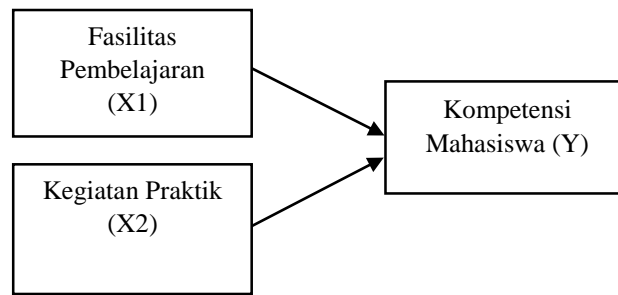 Fasilitas
Pembelajaran
(X1)
Kegiatan Praktik
(X2)
Kompetensi
Mahasiswa (Y)